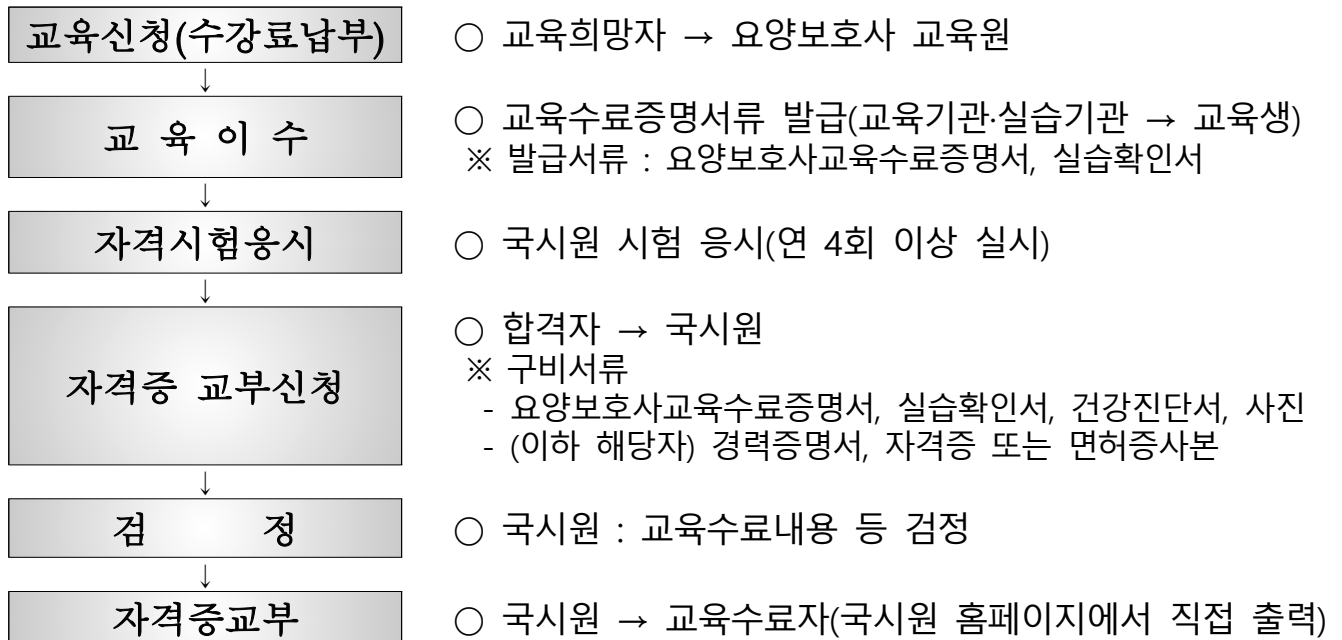 교육신청(수강료납부)
○ 교육희망자 → 요양보호사 교육원
↓
교 육 이 수
○ 교육수료증명서류 발급(교육기관·실습기관 → 교육생)
※ 발급서류 : 요양보호사교육수료증명서, 실습확인서
↓
자격시험응시
○ 국시원 시험 응시(연 4회 이상 실시)
↓
자격증 교부신청
○ 합격자 → 국시원
※ 구비서류
- 요양보호사교육수료증명서, 실습확인서, 건강진단서, 사진
- (이하 해당자) 경력증명서, 자격증 또는 면허증사본
↓
검 정
○ 국시원 : 교육수료내용 등 검정
↓
자격증교부
○ 국시원 → 교육수료자(국시원 홈페이지에서 직접 출력)